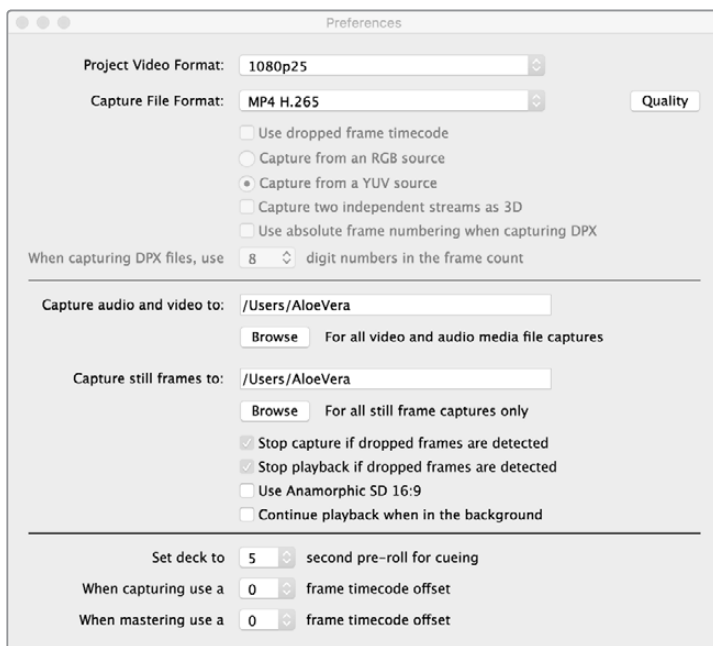 Preferences
Project Video Format: 1080p25
Capture File Format: MP4 H.265 Quality
Use dropped frame timecode
Capture from an RGB source
Capture from a YUV source
Capture two independent streams as 3D
Use absolute frame numbering when capturing DPX
When capturing DPX files, use 8 digit numbers in the frame count
Capture audio and video to: /Users/AloeVera
Browse For all video and audio media file captures
Capture still frames to: /Users/AloeVera
Browse For all still frame captures only
Stop capture if dropped frames are detected
Stop playback if dropped frames are detected
Use Anamorphic SD 16:9
Continue playback when in the background
Set deck to 5 second pre-roll for cueing
When capturing use a 0 frame timecode offset
When mastering use a 0 frame timecode offset